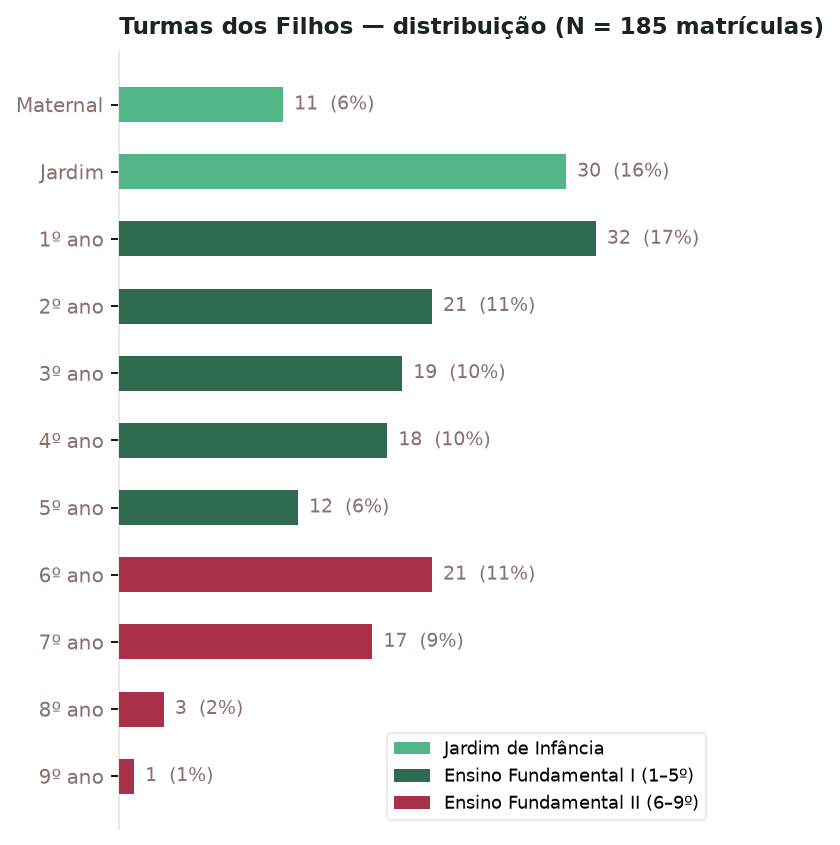 Turmas dos Filhos — distribuição (N = 185 matrículas)
Maternal 11 (6%)
Jardim 30 (16%)
1º ano 32 (17%)
2º ano 21 (11%)
3º ano 19 (10%)
4º ano 18 (10%)
5º ano 12 (6%)
6º ano 21 (11%)
7º ano 17 (9%)
8º ano 3 (2%)
9º ano 1 (1%)
Jardim de Infância
Ensino Fundamental I (1–5º)
Ensino Fundamental II (6–9º)